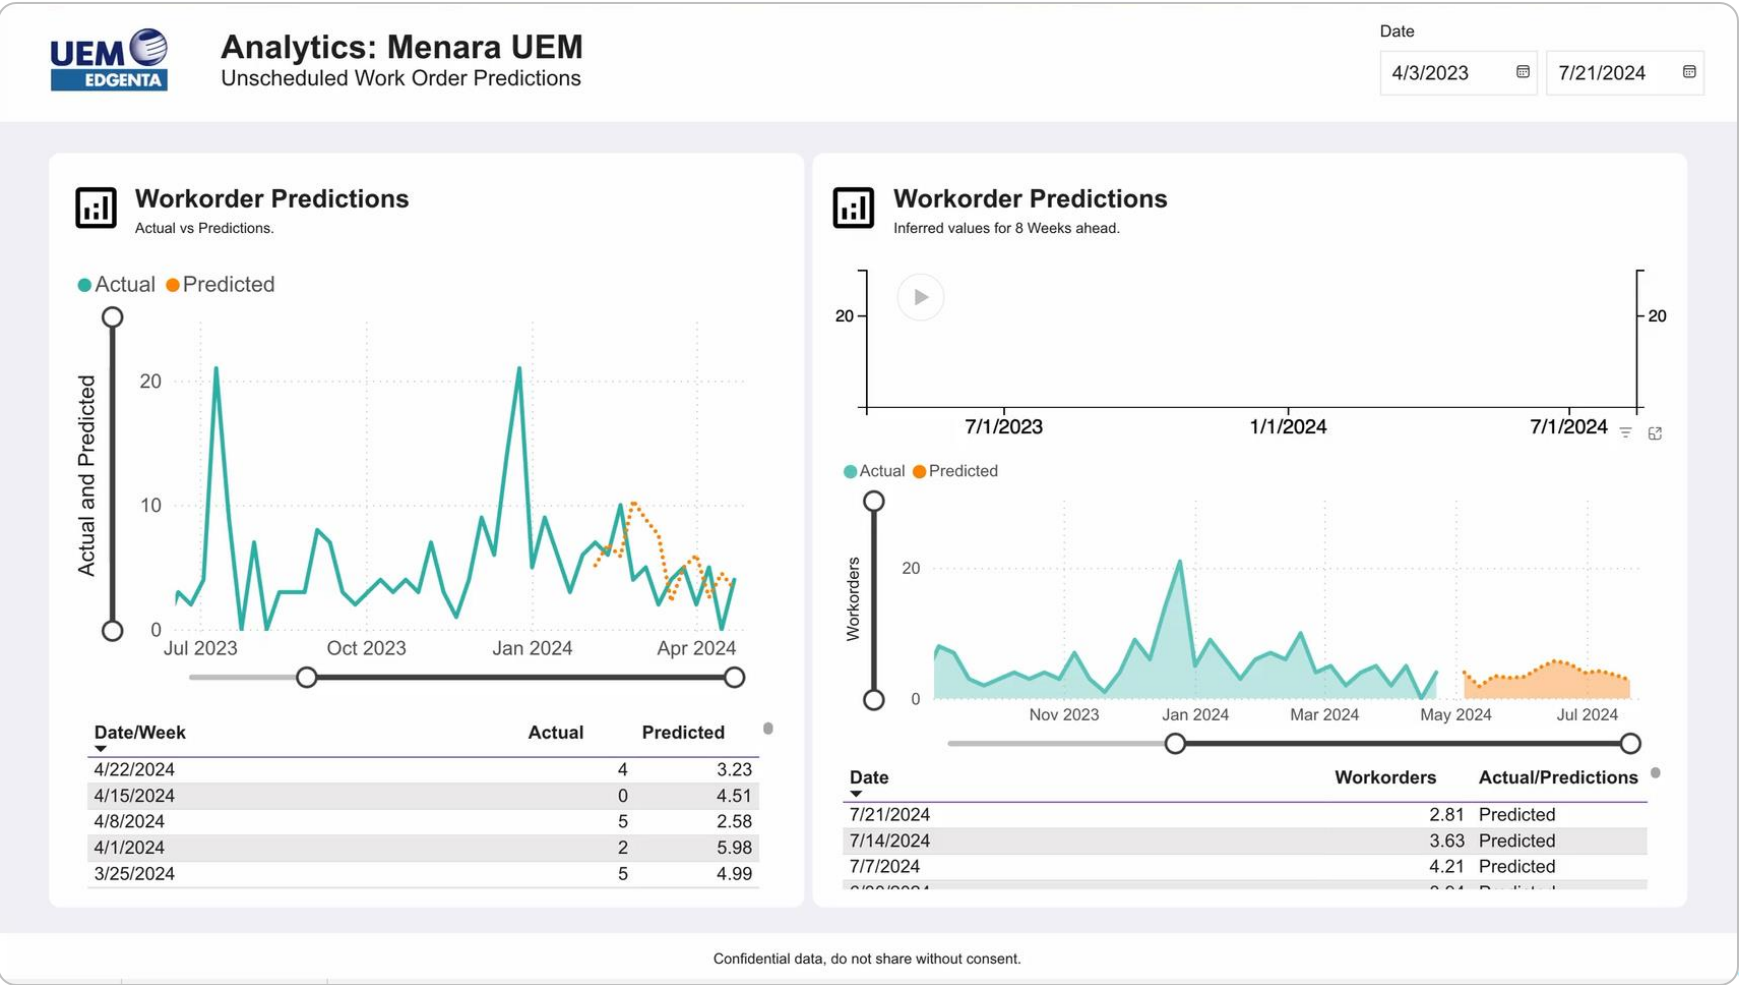 UEM
EDGENTA
Analytics: Menara UEM
Unscheduled Work Order Predictions
Date
4/3/2023
7/21/2024
Workorder Predictions
Actual vs Predictions.
Actual Predicted
Actual and Predicted
20
10
0
Jul 2023 Oct 2023 Jan 2024 Apr 2024
Date/Week Actual Predicted
4/22/2024 4 3.23
4/15/2024 0 4.51
4/8/2024 5 2.58
4/1/2024 2 5.98
3/25/2024 5 4.99
Workorder Predictions
Inferred values for 8 Weeks ahead.
20 20
7/1/2023 1/1/2024 7/1/2024
Actual Predicted
Workorders
20
0
Nov 2023 Jan 2024 Mar 2024 May 2024 Jul 2024
Date Workorders Actual/Predictions
7/21/2024 2.81 Predicted
7/14/2024 3.63 Predicted
7/7/2024 4.21 Predicted
Confidential data, do not share without consent.